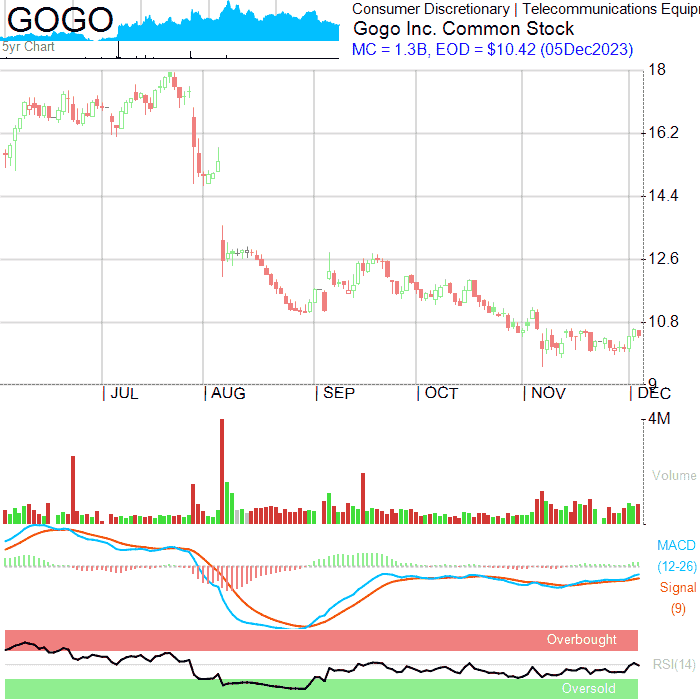 GOGO
5yr Chart
Consumer Discretionary | Telecommunications Equip
Gogo Inc. Common Stock
MC = 1.3B, EOD = $10.42 (05Dec2023)
18
16.2
14.4
12.6
10.8
9
| JUL | AUG | SEP | OCT | NOV | DEC
4M
Volume
MACD
(12-26)
Signal
(9)
Overbought
RSI(14)
Oversold